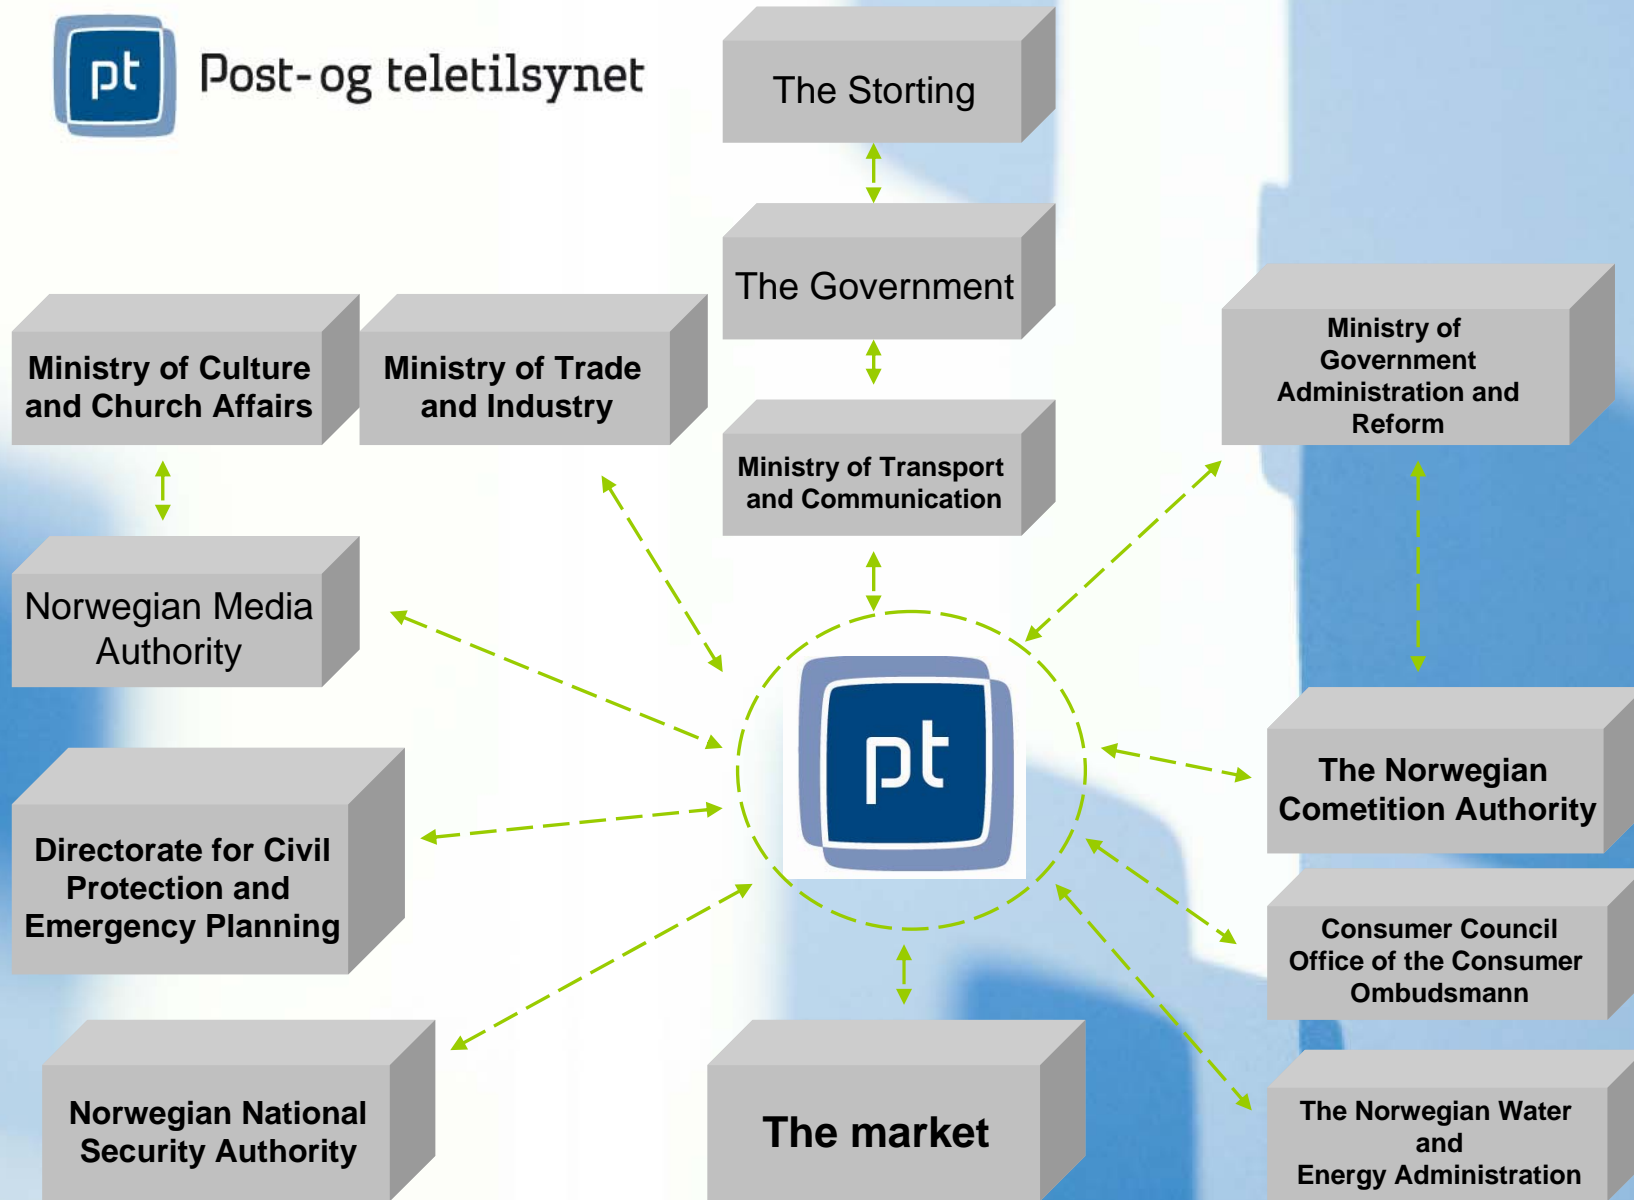 pt Post- og teletilsynet
The Storting
The Government
Ministry of Culture
and Church Affairs
Ministry of Trade
and Industry
Ministry of
Government
Administration and
Reform
Ministry of Transport
and Communication
Norwegian Media
Authority
pt
The Norwegian
Cometition Authority
Directorate for Civil
Protection and
Emergency Planning
Consumer Council
Office of the Consumer
Ombudsmann
Norwegian National
Security Authority
The market
The Norwegian Water
and
Energy Administration